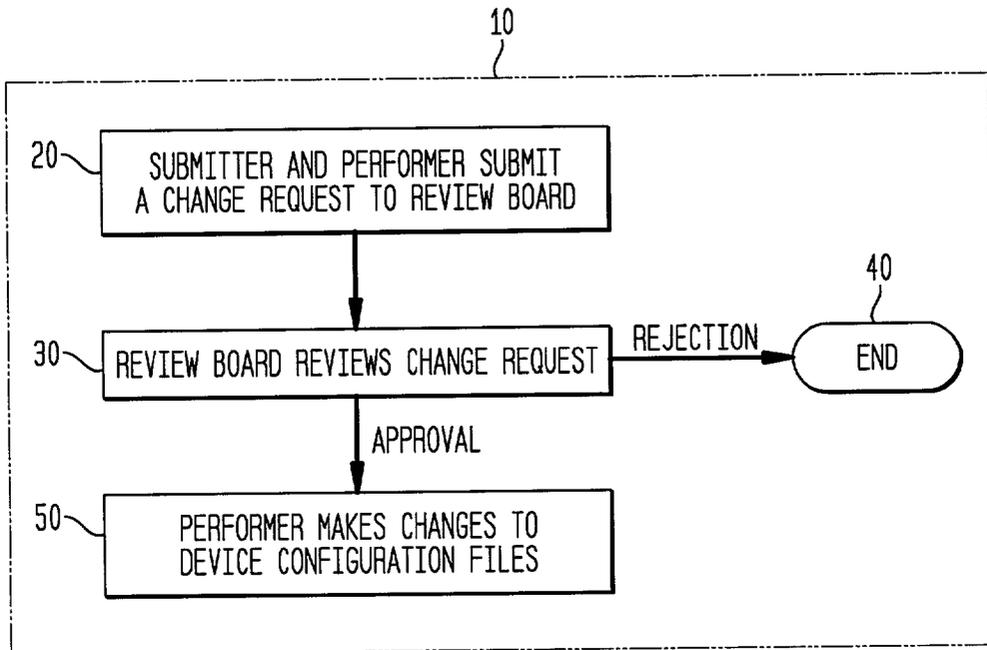 10
20
SUBMITTER AND PERFORMER SUBMIT
A CHANGE REQUEST TO REVIEW BOARD
40
30
REVIEW BOARD REVIEWS CHANGE REQUEST
REJECTION
END
APPROVAL
50
PERFORMER MAKES CHANGES TO
DEVICE CONFIGURATION FILES